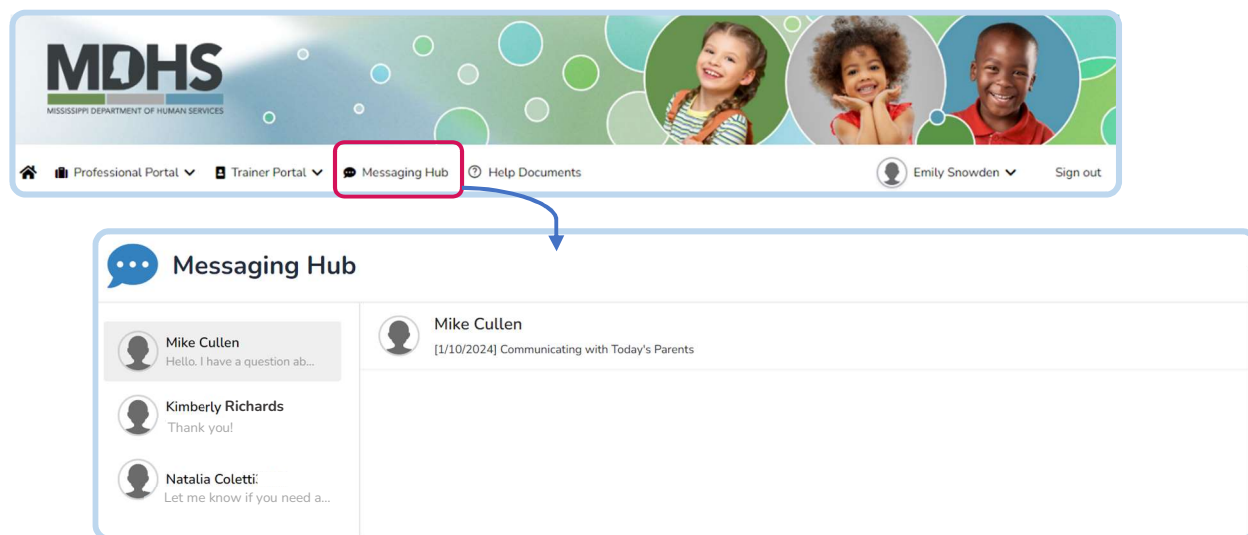 MDHS
MISSISSIPPI DEPARTMENT OF HUMAN SERVICES
Professional Portal Trainer Portal Messaging Hub Help Documents Emily Snowden Sign out
Messaging Hub
Mike Cullen
Hello. I have a question ab...
Kimberly Richards
Thank you!
Natalia Coletti:
Let me know if you need a...
Mike Cullen
[1/10/2024] Communicating with Today's Parents